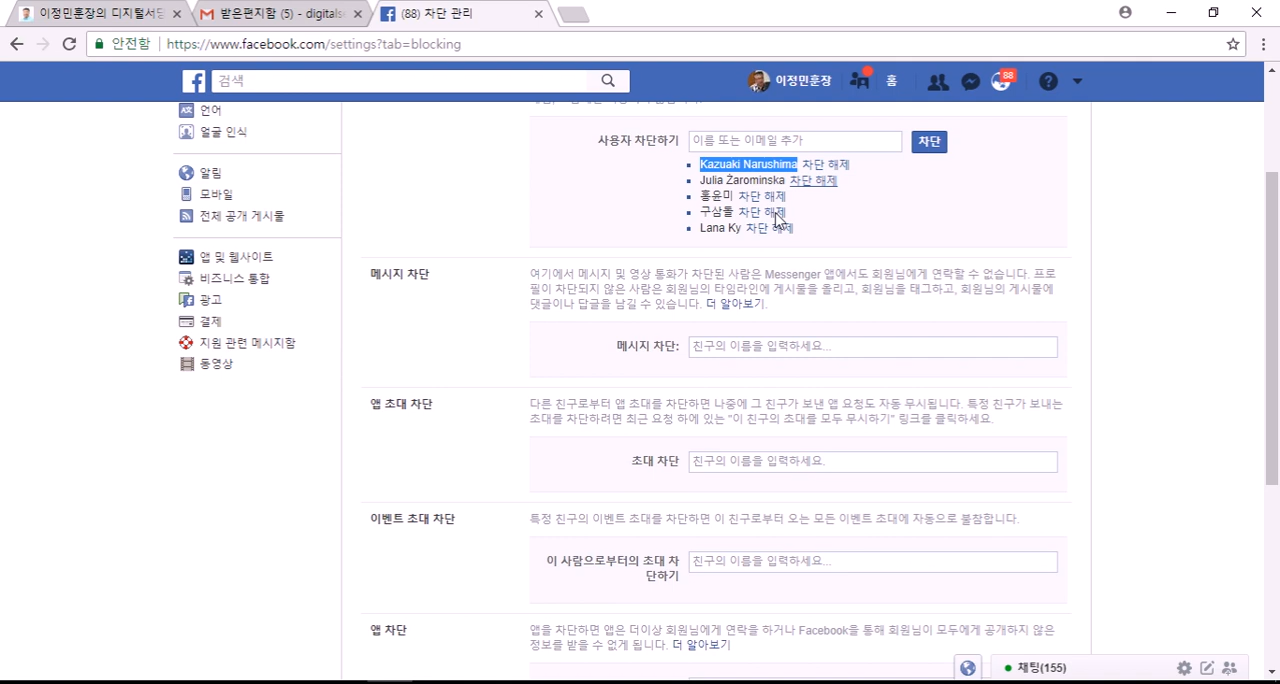 이정민훈장의 디지털서당
받은편지함 (5) - digitals
(88) 차단 관리
안전함
https://www.facebook.com/settings?tab=blocking
검색
이정민훈장
홈
88
언어
얼굴 인식
알림
모바일
전체 공개 게시물
앱 및 웹사이트
비즈니스 통합
광고
결제
지원 관련 메시지함
동영상
사용자 차단하기
이름 또는 이메일 추가
차단
Kazuaki Narushima 차단 해제
Julia Żarominska 차단 해제
홍윤미 차단 해제
구삼돌 차단 해제
Lana Ky 차단 해제
메시지 차단
여기에서 메시지 및 영상 통화가 차단된 사람은 Messenger 앱에서도 회원님에게 연락할 수 없습니다. 프로
필이 차단되지 않은 사람은 회원님의 타임라인에 게시물을 올리고, 회원님을 태그하고, 회원님의 게시물에
댓글이나 답글을 남길 수 있습니다. 더 알아보기.
메시지 차단:
친구의 이름을 입력하세요...
앱 초대 차단
다른 친구로부터 앱 초대를 차단하면 나중에 그 친구가 보낸 앱 요청도 자동 무시됩니다. 특정 친구가 보내는
초대를 차단하려면 최근 요청 하에 있는 "이 친구의 초대를 모두 무시하기" 링크를 클릭하세요.
초대 차단
친구의 이름을 입력하세요.
이벤트 초대 차단
특정 친구의 이벤트 초대를 차단하면 이 친구로부터 오는 모든 이벤트 초대에 자동으로 불참합니다.
이 사람으로부터의 초대 차
단하기
친구의 이름을 입력하세요...
앱 차단
앱을 차단하면 앱은 더이상 회원님에게 연락을 하거나 Facebook을 통해 회원님이 모두에게 공개하지 않은
정보를 받을 수 없게 됩니다. 더 알아보기
채팅(155)